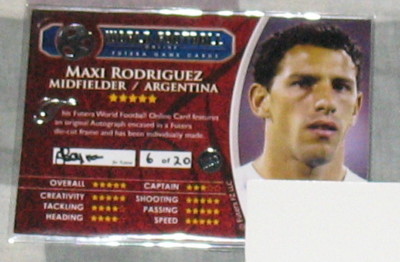 WORLD FOOTBALL
ONLINE
FUTERA GAME CARDS
MAXI RODRIGUEZ
MIDFIELDER / ARGENTINA
his Futera World Football Online Card features
an original Autograph encased in a Futera
die-cut frame and has been individually made.
6 of 20
OVERALL
CAPTAIN
CREATIVITY
SHOOTING
TACKLING
PASSING
HEADING
SPEED